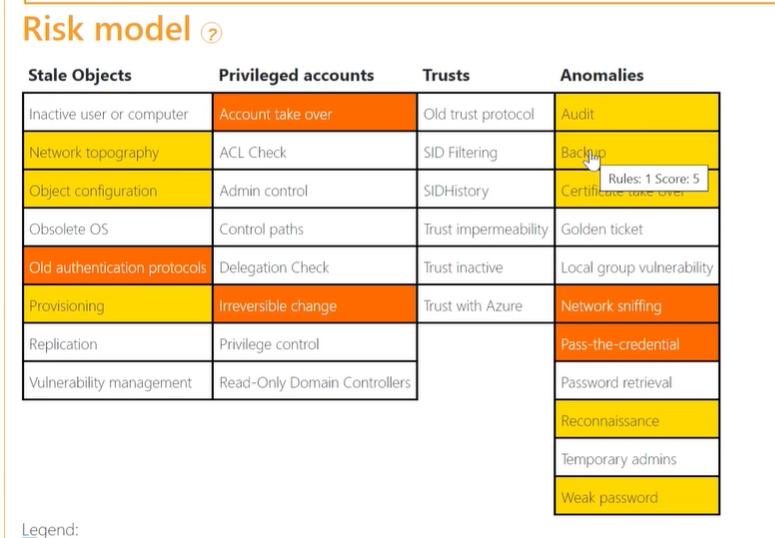 Risk model ?
Stale Objects Privileged accounts Trusts Anomalies
Inactive user or computer Account take over Old trust protocol Audit
Network topography ACL Check SID Filtering Backup
Rules: 1 Score: 5
Object configuration Admin control SIDHistory Certificate take over
Obsolete OS Control paths Trust impermeability Golden ticket
Old authentication protocols Delegation Check Trust inactive Local group vulnerability
Provisioning Irreversible change Trust with Azure Network sniffing
Replication Privilege control Pass-the-credential
Vulnerability management Read-Only Domain Controllers Password retrieval
Reconnaissance
Temporary admins
Weak password
Legend: